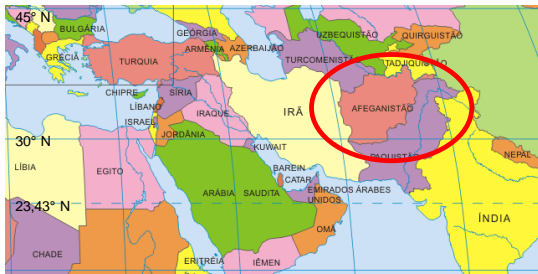 45° N
BULGÁRIA
GEÓRGIA
UZBEQUISTÃO
QUIRGUISTÃO
GRÉCIA
TURQUIA
ARMÊNIA
AZERBAIJÃO
TURCOMENISTÃO
TADJIQUISTÃO
CHIPRE
SÍRIA
LÍBANO
IRAQUE
IRÃ
AFEGANISTÃO
ISRAEL
30° N
JORDÂNIA
KUWAIT
PAQUISTÃO
NEPAL
LÍBIA
EGITO
BAREIN
CATAR
ARÁBIA SAUDITA
EMIRADOS ÁRABES
UNIDOS
23,43° N
ÍNDIA
OMÃ
CHADE
ERITRÉIA
IÊMEN